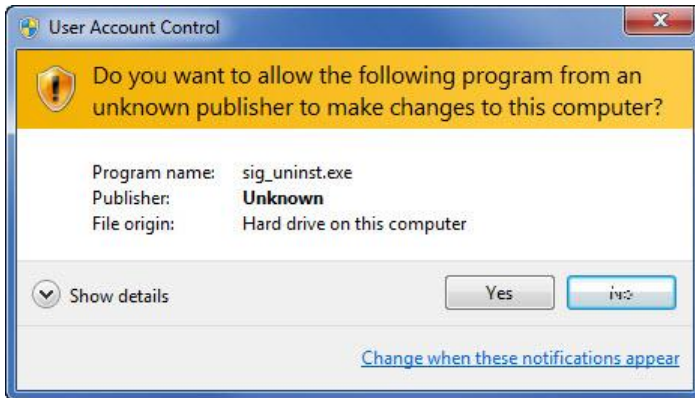 User Account Control
Do you want to allow the following program from an
unknown publisher to make changes to this computer?
Program name: sig_uninst.exe
Publisher: Unknown
File origin: Hard drive on this computer
Show details
Yes
Change when these notifications appear